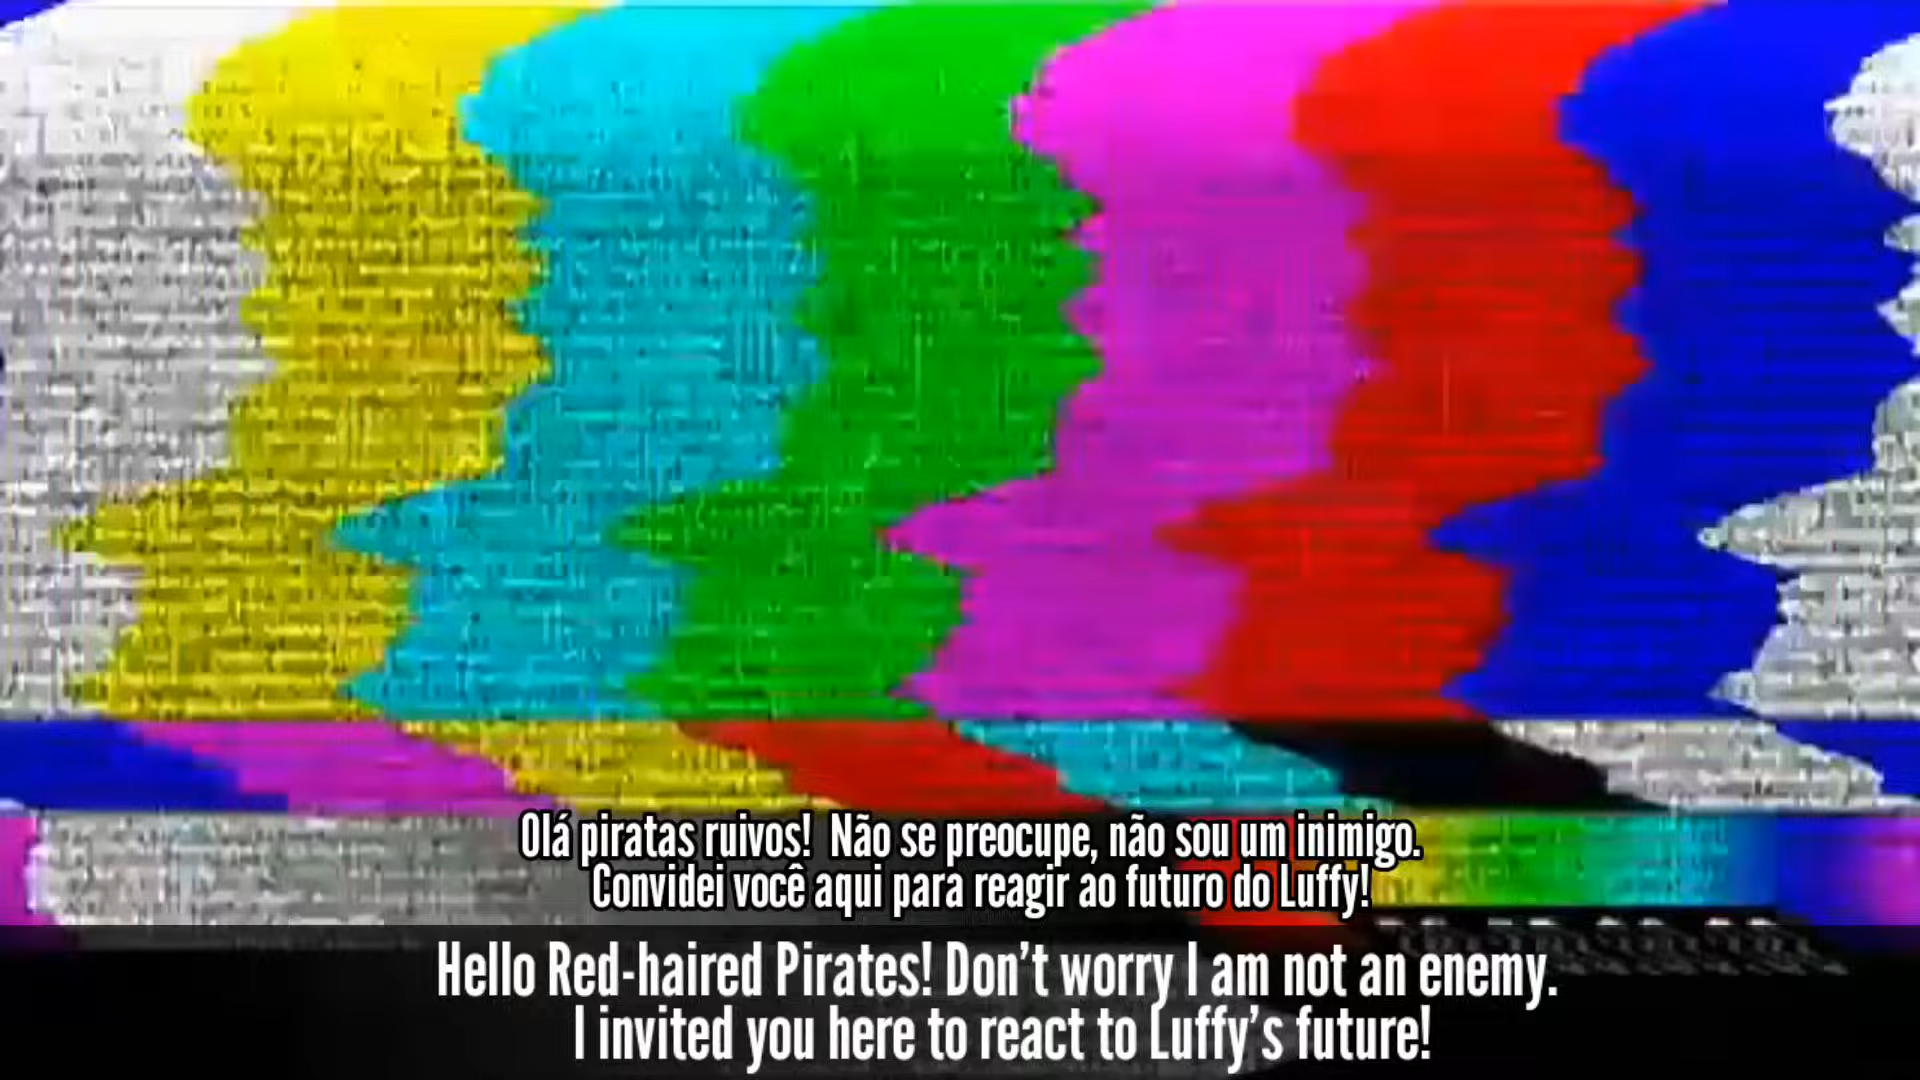 Olá piratas ruivos! Não se preocupe, não sou um inimigo.
Convidei você aqui para reagir ao futuro do Luffy!
Hello Red-haired Pirates! Don't worry I am not an enemy.
I invited you here to react to Luffy's future!